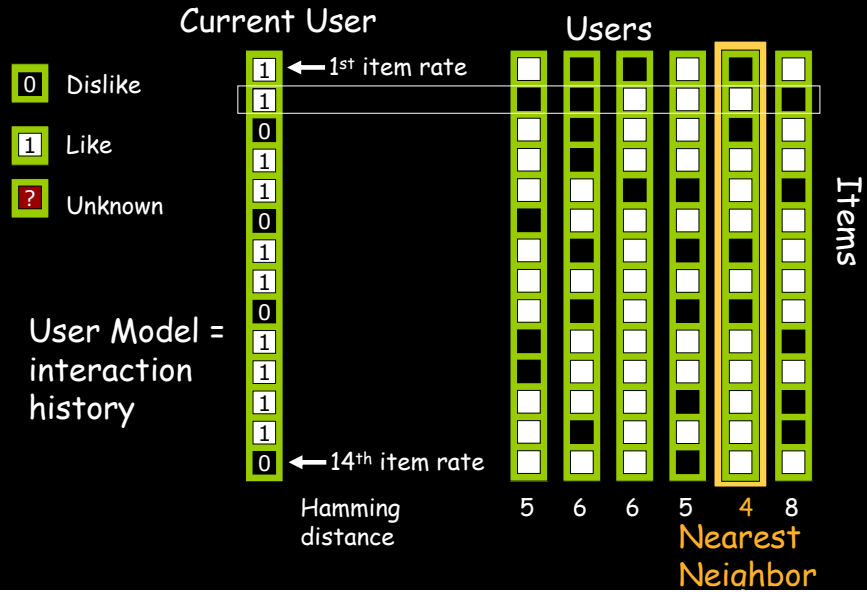 Current User
Users
0 Dislike
1 Like
? Unknown
1
1
0
1
1
0
1
1
0
1
1
1
1
0
1st item rate
14th item rate
Items
User Model =
interaction
history
Hamming
distance
5 6 6 5 4 8
Nearest
Neighbor